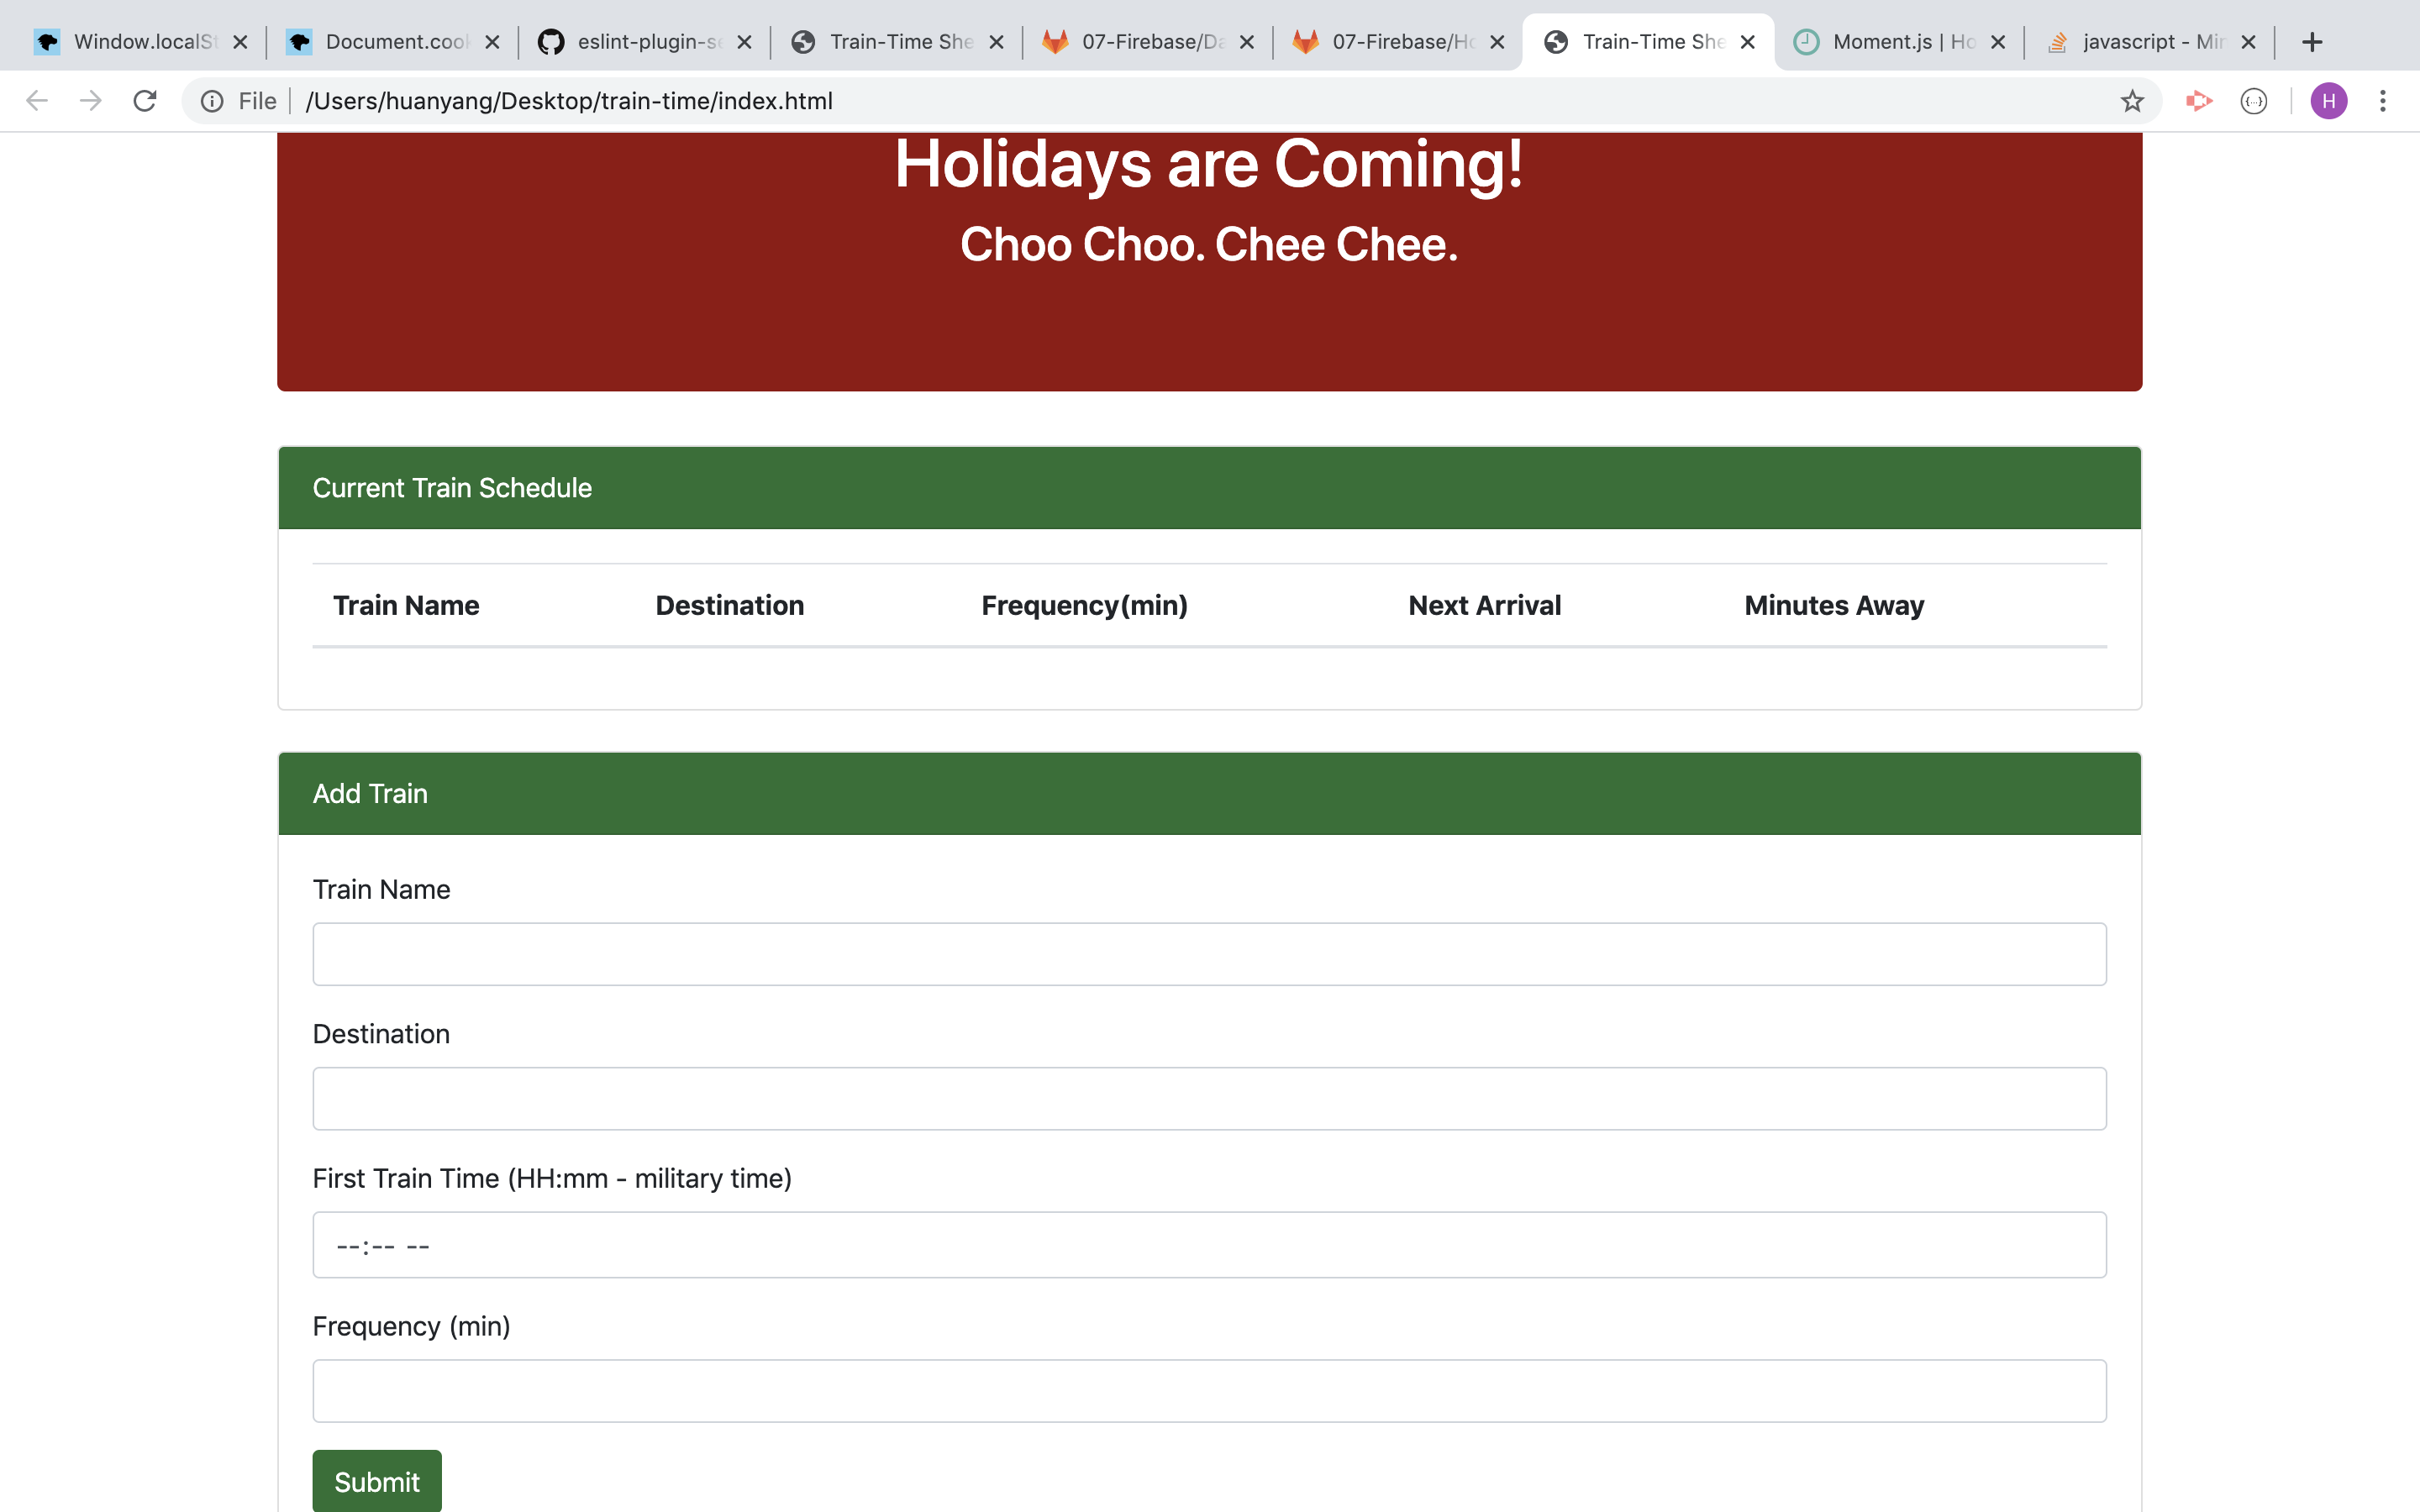 Window.localSt
Document.cook
eslint-plugin-se
Train-Time She
07-Firebase/Da
07-Firebase/Ho
Train-Time She
Moment.js | Ho
javascript - Min
File
/Users/huanyang/Desktop/train-time/index.html
H
Holidays are Coming!
Choo Choo. Chee Chee.
Current Train Schedule
Train Name Destination Frequency(min) Next Arrival Minutes Away
Add Train
Train Name
Destination
First Train Time (HH:mm - military time)
--:-- --
Frequency (min)
Submit